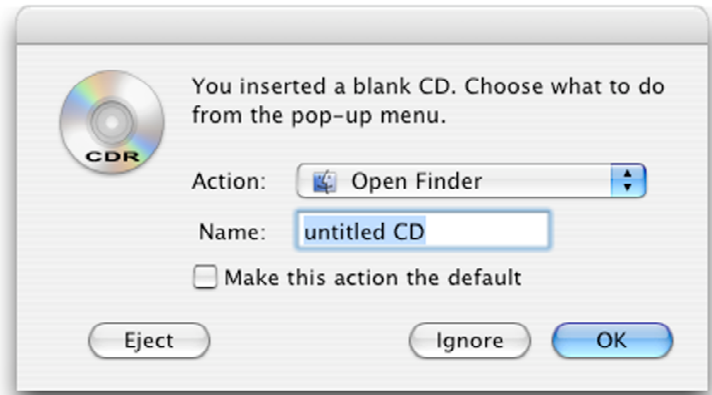 You inserted a blank CD. Choose what to do
from the pop-up menu.
CDR
Action: Open Finder
Name: untitled CD
Make this action the default
Eject Ignore OK